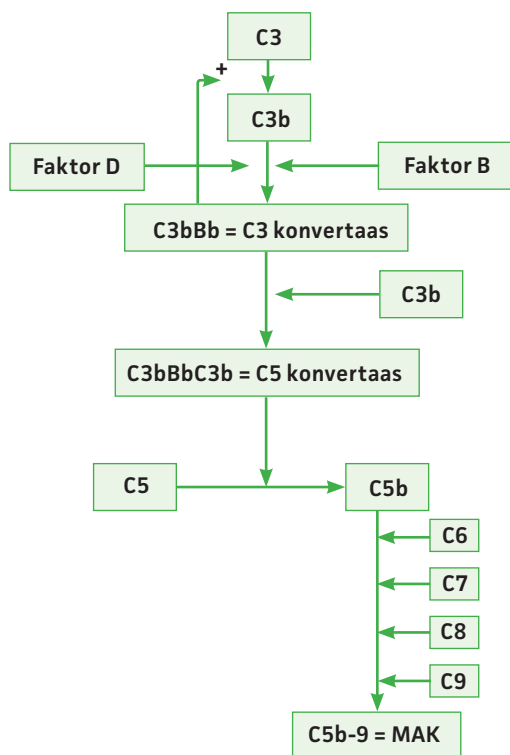 C3
+
C3b
Faktor D
Faktor B
C3bBb = C3 konvertaas
C3b
C3bBbC3b = C5 konvertaas
C5
C5b
C6
C7
C8
C9
C5b-9 = MAK